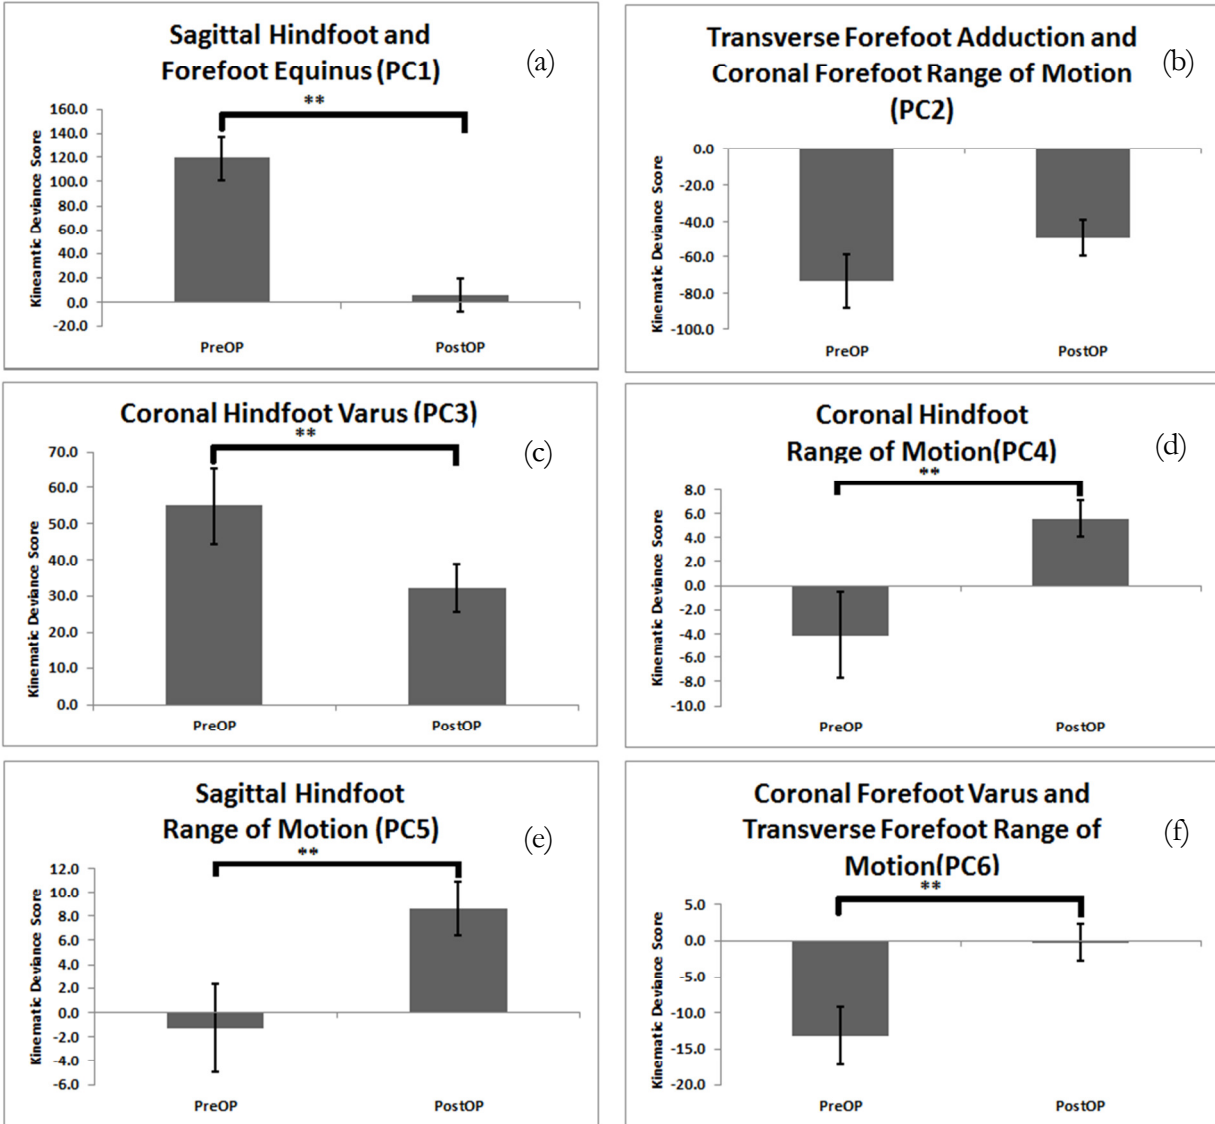 Sagittal Hindfoot and
Forefoot Equinus (PC1)
(a)
**
Kineamtic Deviance Score
160.0
140.0
120.0
100.0
80.0
60.0
40.0
20.0
0.0
-20.0
PreOP
PostOP
Transverse Forefoot Adduction and
Coronal Forefoot Range of Motion
(PC2)
(b)
Kinematic Deviance Score
0.0
-20.0
-40.0
-60.0
-80.0
-100.0
PreOP
PostOP
Coronal Hindfoot Varus (PC3)
(c)
**
Kinematic Deviance Score
70.0
60.0
50.0
40.0
30.0
20.0
10.0
0.0
PreOP
PostOP
Coronal Hindfoot
Range of Motion(PC4)
(d)
**
Kinematic Deviance Score
8.0
6.0
4.0
2.0
0.0
-2.0
-4.0
-6.0
-8.0
-10.0
PreOP
PostOP
Sagittal Hindfoot
Range of Motion (PC5)
(e)
**
Kinematic Deviance Score
12.0
10.0
8.0
6.0
4.0
2.0
0.0
-2.0
-4.0
-6.0
PreOP
PostOP
Coronal Forefoot Varus and
Transverse Forefoot Range of
Motion(PC6)
(f)
**
Kinematic Deviance Score
5.0
0.0
-5.0
-10.0
-15.0
-20.0
PreOP
PostOP